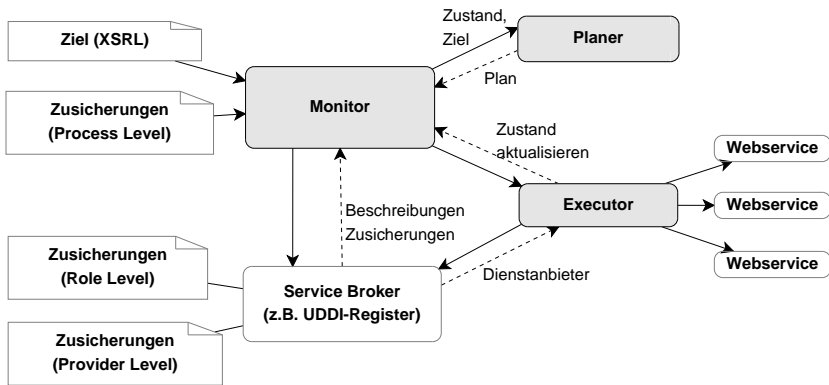 Ziel (XSRL)
Zustand,
Ziel
Planer
Plan
Zusicherungen
(Process Level)
Monitor
Zustand
aktualisieren
Webservice
Executor
Webservice
Webservice
Beschreibungen
Zusicherungen
Zusicherungen
(Role Level)
Dienstanbieter
Service Broker
(z.B. UDDI-Register)
Zusicherungen
(Provider Level)